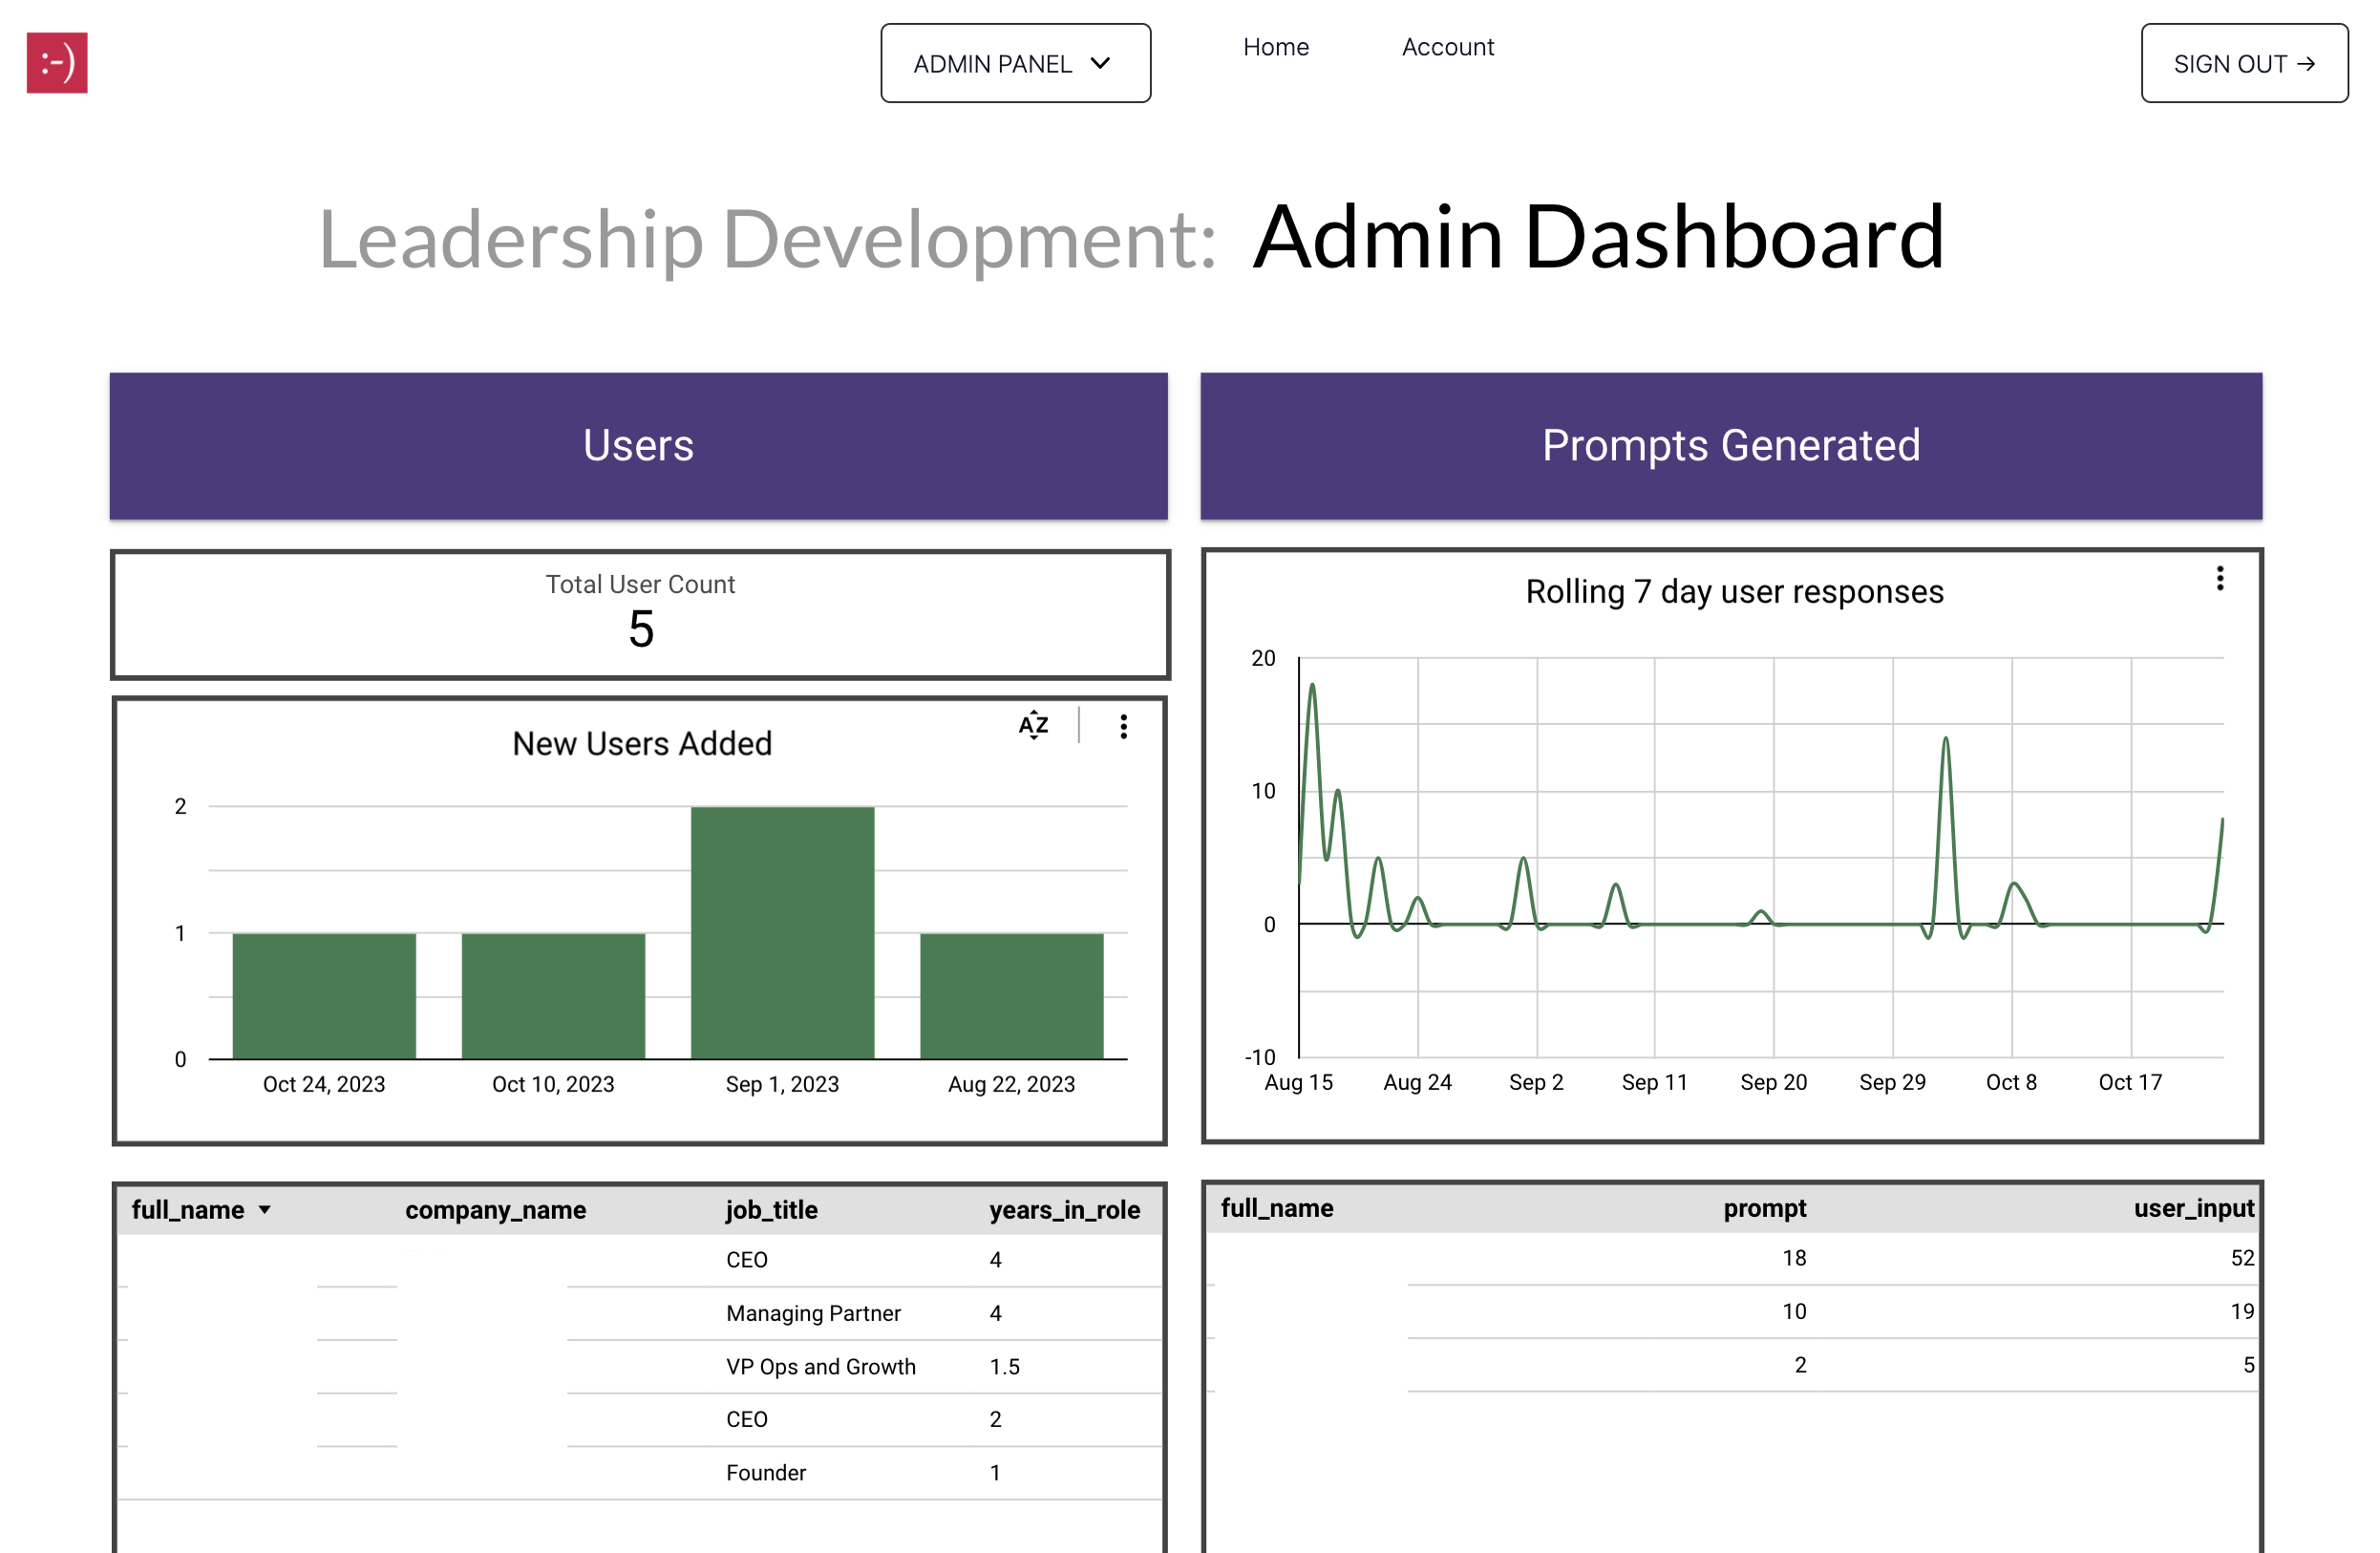 :-)
ADMIN PANEL
Home
Account
SIGN OUT →
Leadership Development: Admin Dashboard
Users
Total User Count
5
New Users Added
AZ
2
1
0
Oct 24, 2023
Oct 10, 2023
Sep 1, 2023
Aug 22, 2023
full_name company_name job_title years_in_role
CEO 4
Managing Partner 4
VP Ops and Growth 1.5
CEO 2
Founder 1
Prompts Generated
Rolling 7 day user responses
20
10
0
-10
Aug 15
Aug 24
Sep 2
Sep 11
Sep 20
Sep 29
Oct 8
Oct 17
full_name prompt user_input
18 52
10 19
2 5